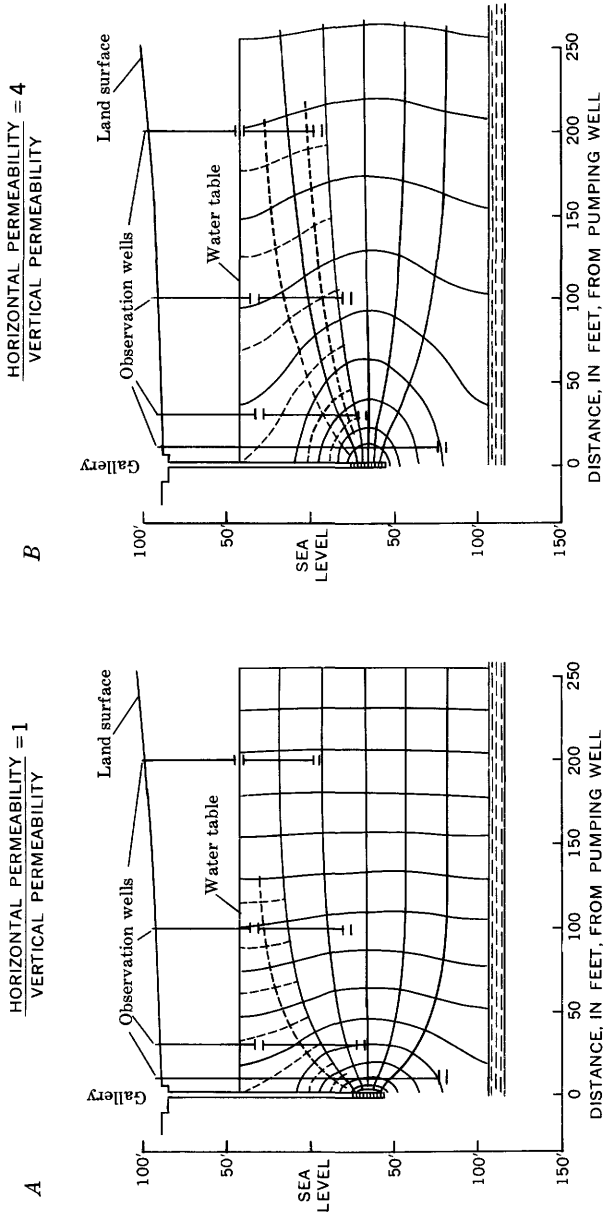 A
HORIZONTAL PERMEABILITY = 1
VERTICAL PERMEABILITY
Observation wells
Land surface
Gallery
Water table
100'
50'
SEA
LEVEL
50'
100'
150'
0
50
100
150
200
250
DISTANCE, IN FEET, FROM PUMPING WELL
B
HORIZONTAL PERMEABILITY = 4
VERTICAL PERMEABILITY
Observation wells
Land surface
Gallery
Water table
100'
50'
SEA
LEVEL
50'
100'
150'
0
50
100
150
200
250
DISTANCE, IN FEET, FROM PUMPING WELL